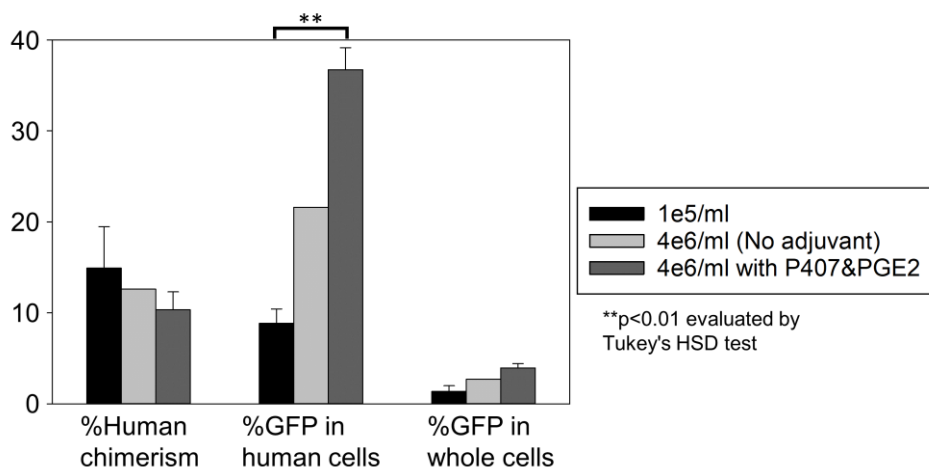 **
40
30
20
10
0
%Human
chimerism
%GFP in
human cells
%GFP in
whole cells
1e5/ml
4e6/ml (No adjuvant)
4e6/ml with P407&PGE2
**p<0.01 evaluated by
Tukey's HSD test